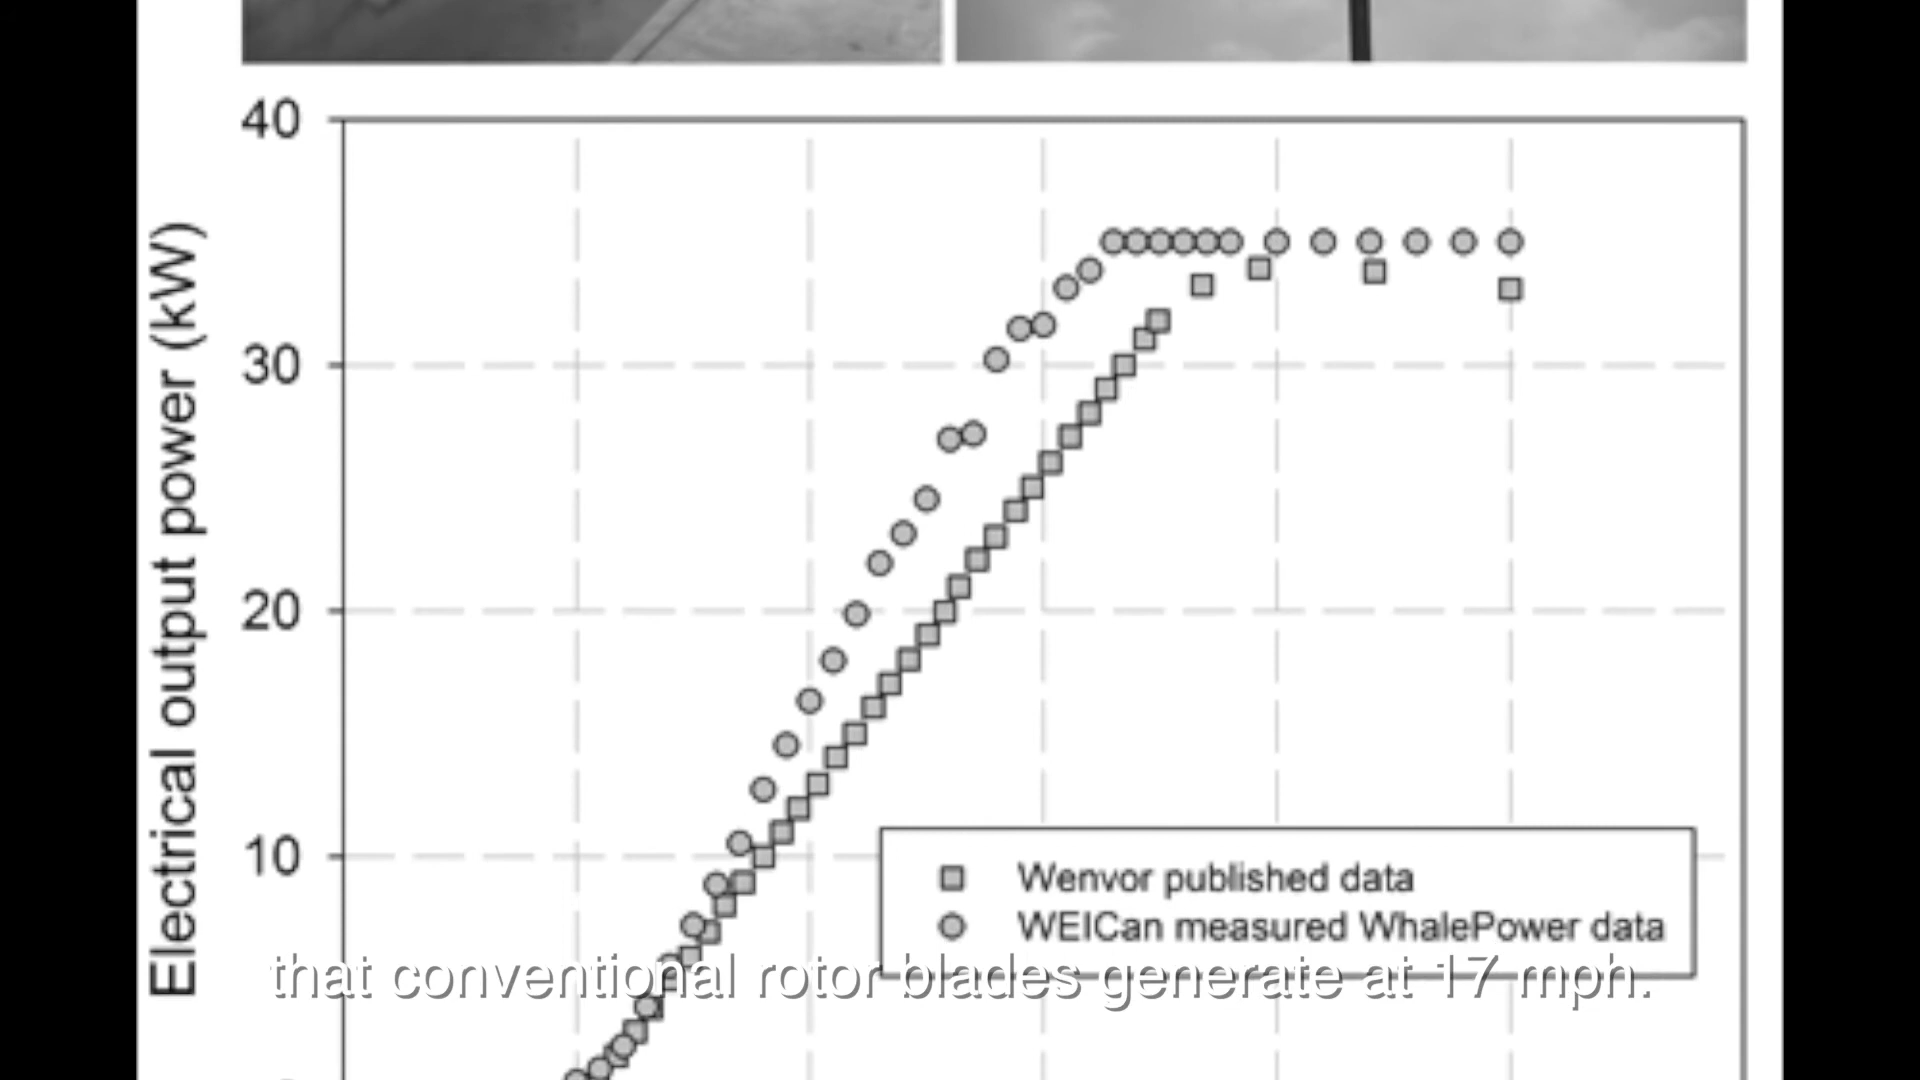 40
30
20
10
Electrical output power (kW)
Wenvor published data
WEICan measured WhalePower data
that conventional rotor blades generate at 17 mph.